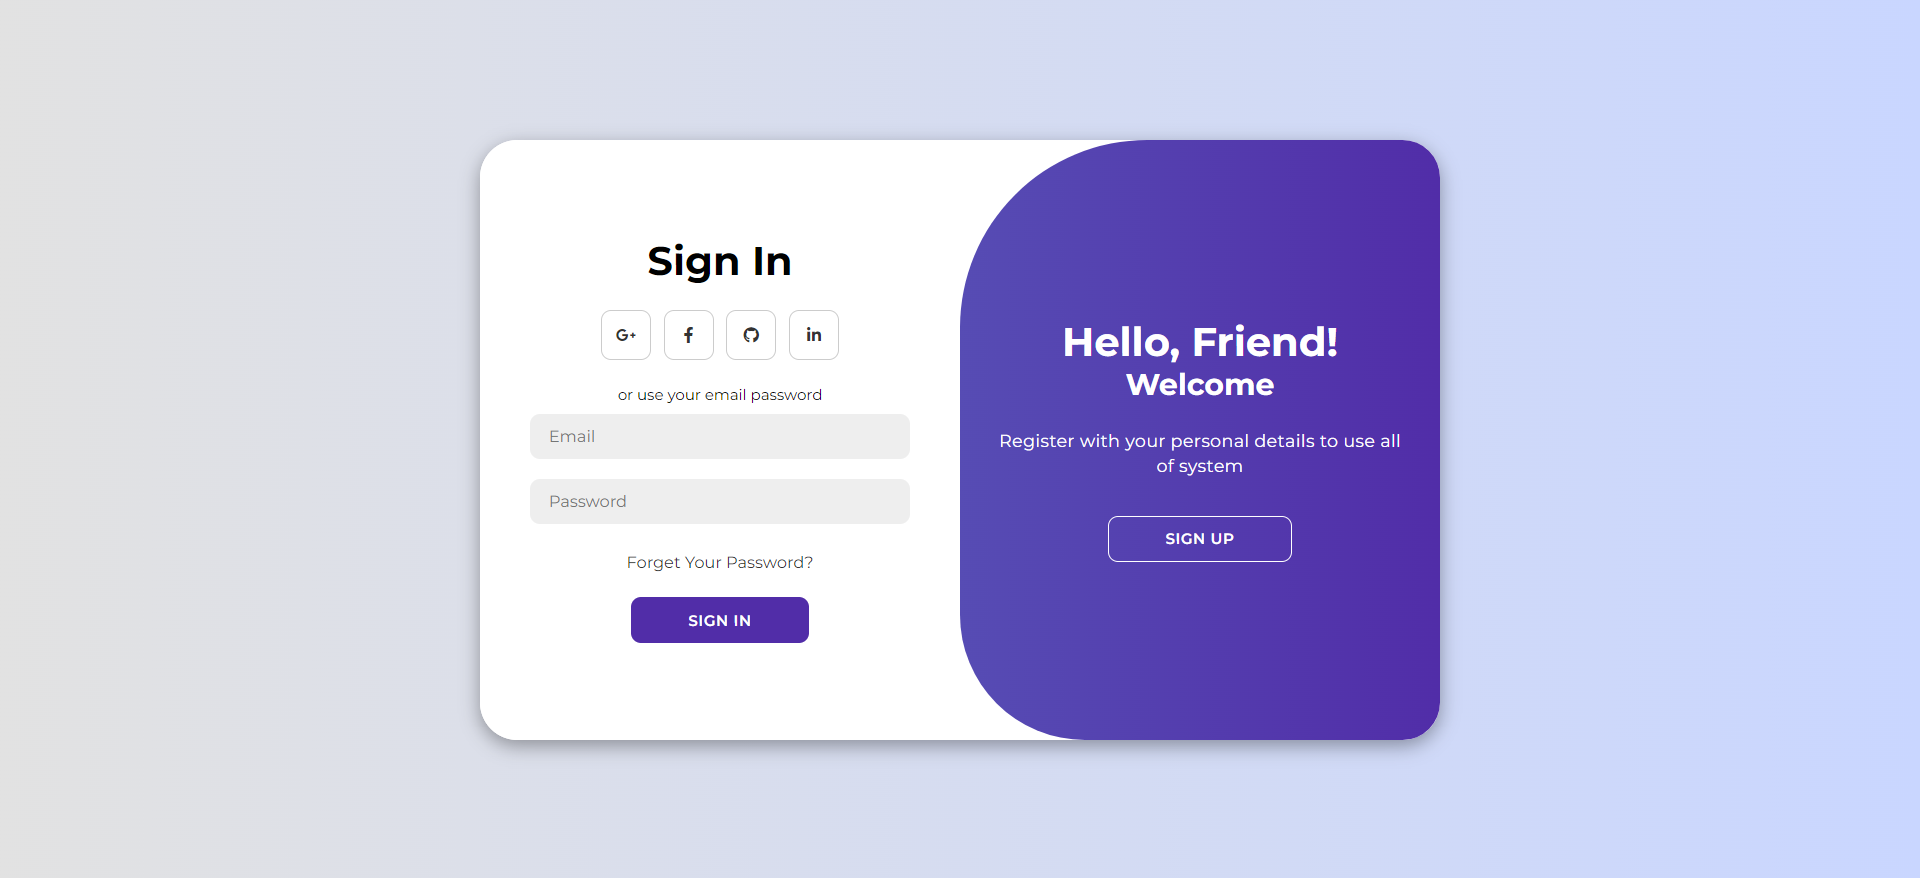 Sign In
G+
f
in
or use your email password
Email
Password
Forget Your Password?
SIGN IN
Hello, Friend!
Welcome
Register with your personal details to use all
of system
SIGN UP